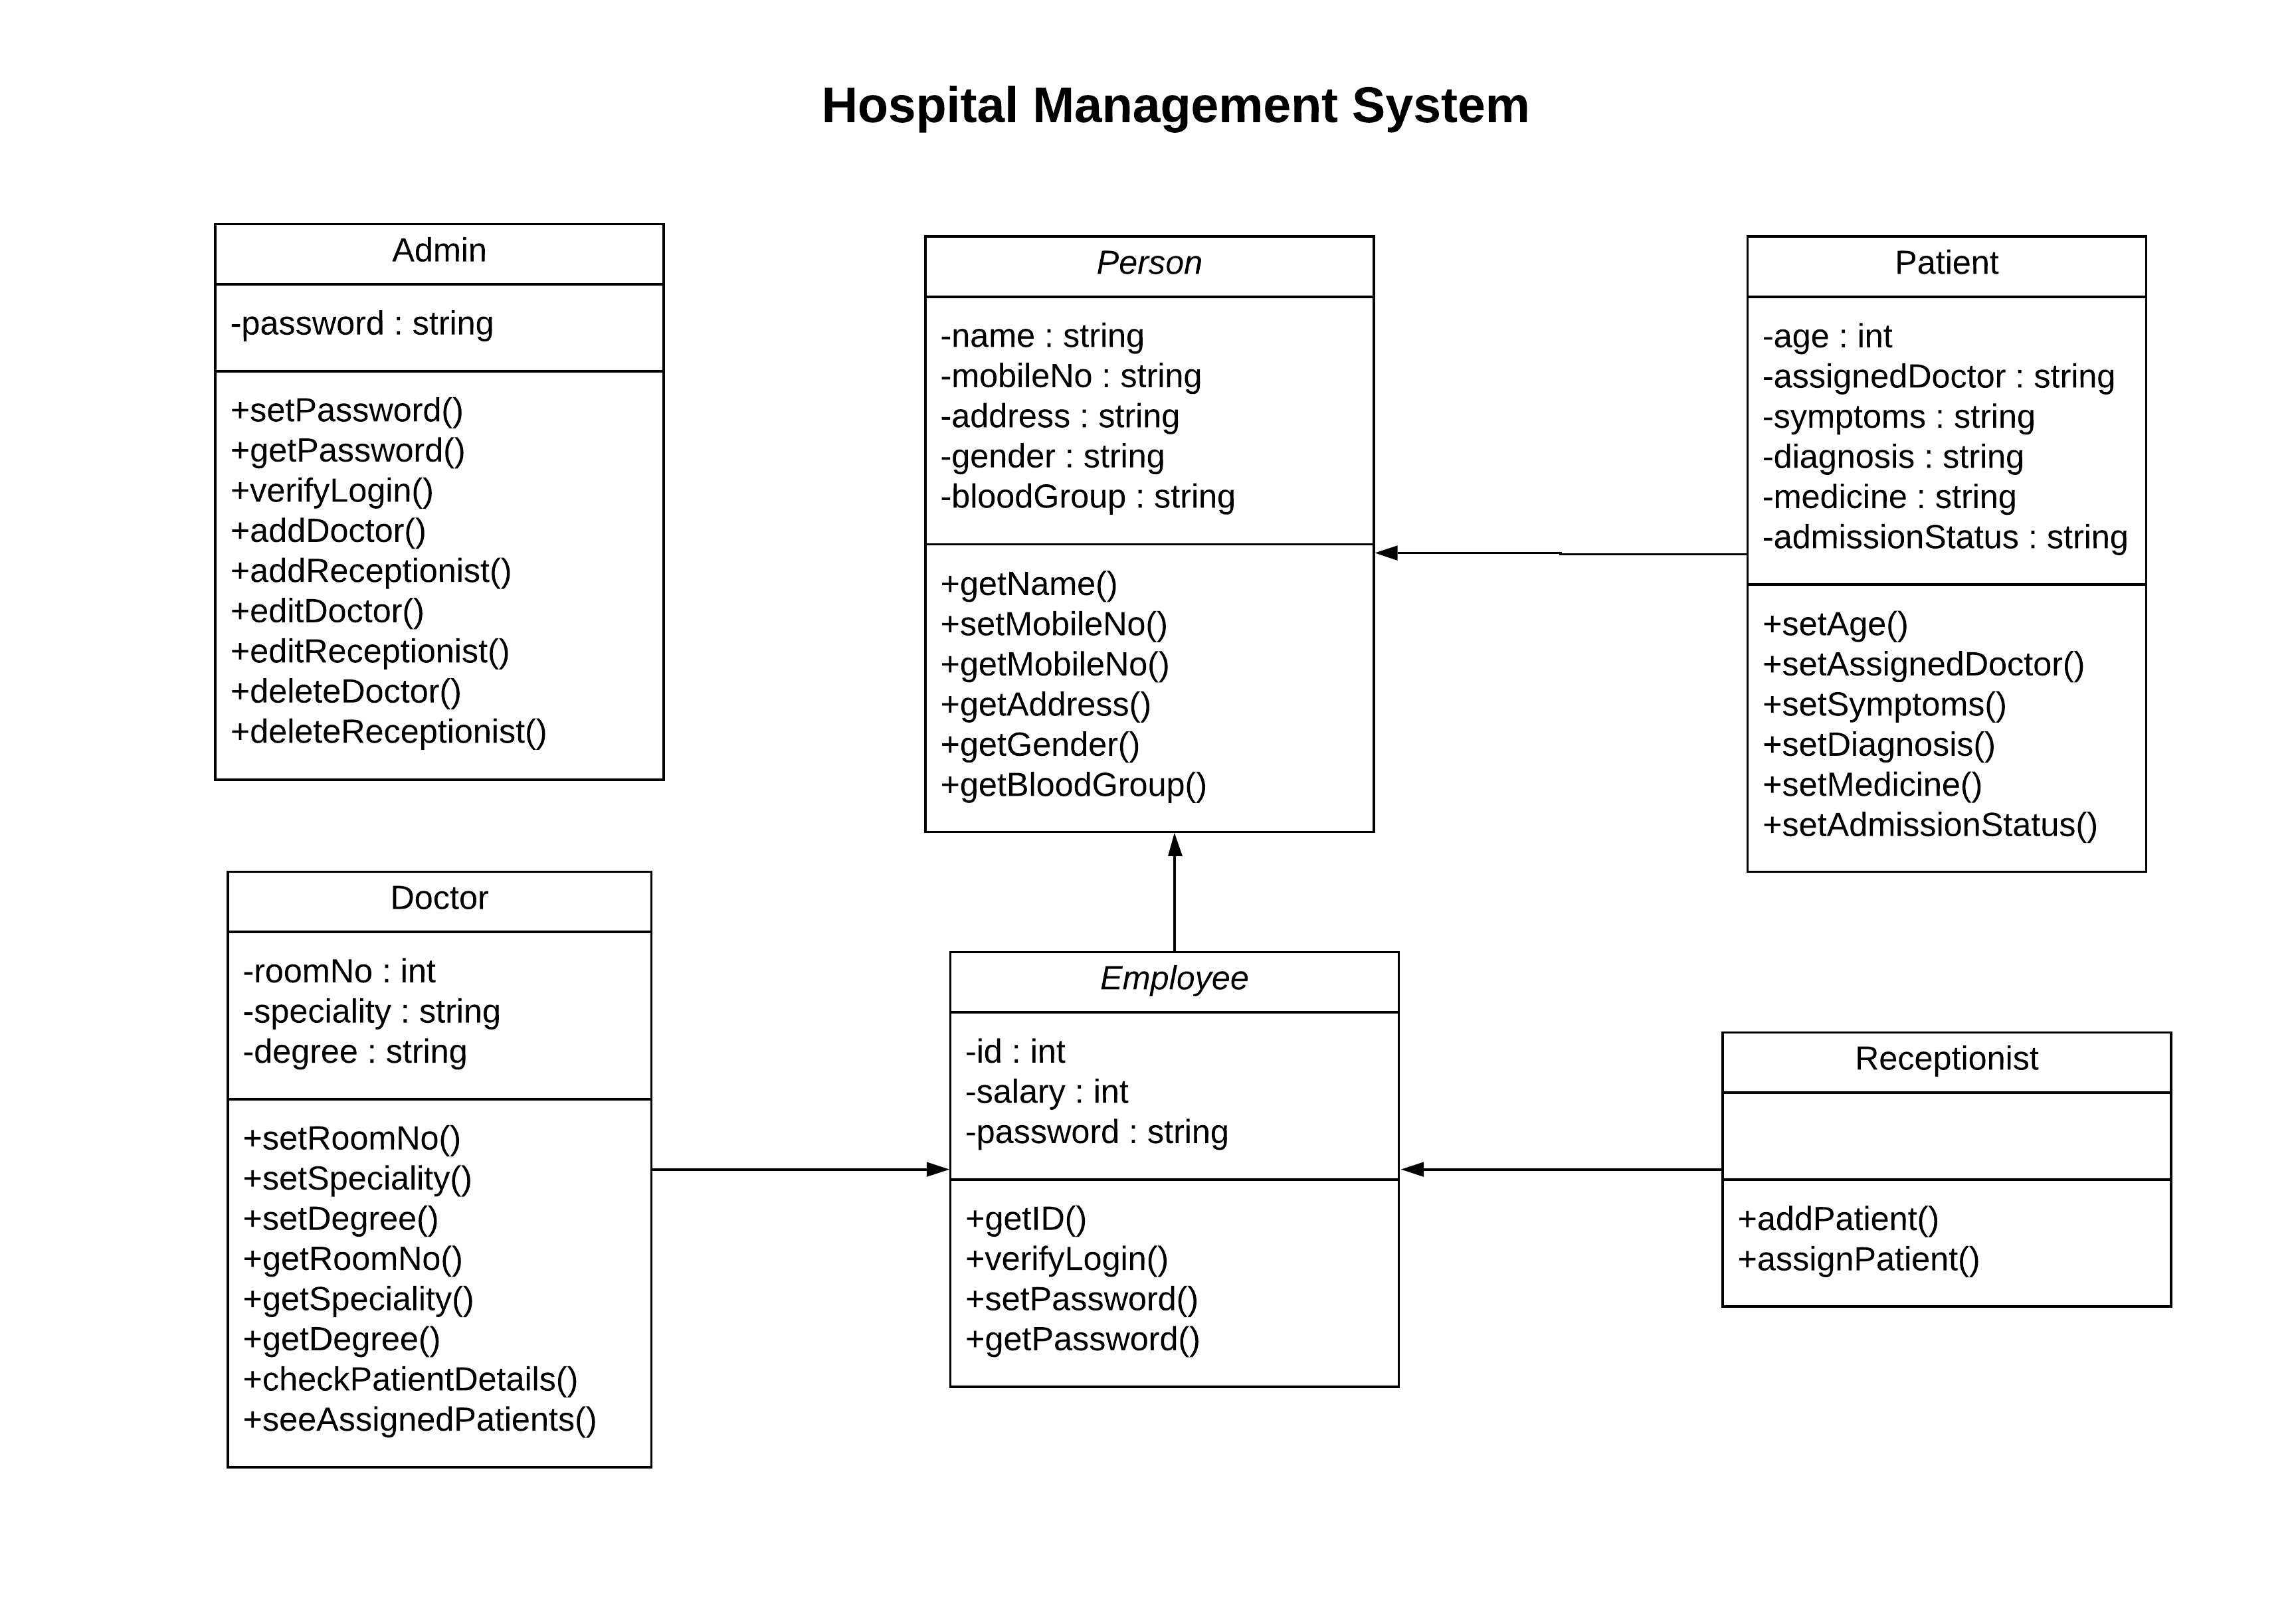 Hospital Management System
Admin
-password : string
+setPassword()
+getPassword()
+verifyLogin()
+addDoctor()
+addReceptionist()
+editDoctor()
+editReceptionist()
+deleteDoctor()
+deleteReceptionist()
Person
-name : string
-mobileNo : string
-address : string
-gender : string
-bloodGroup : string
+getName()
+setMobileNo()
+getMobileNo()
+getAddress()
+getGender()
+getBloodGroup()
Patient
-age : int
-assignedDoctor : string
-symptoms : string
-diagnosis : string
-medicine : string
-admissionStatus : string
+setAge()
+setAssignedDoctor()
+setSymptoms()
+setDiagnosis()
+setMedicine()
+setAdmissionStatus()
Doctor
-roomNo : int
-speciality : string
-degree : string
+setRoomNo()
+setSpeciality()
+setDegree()
+getRoomNo()
+getSpeciality()
+getDegree()
+checkPatientDetails()
+seeAssignedPatients()
Employee
-id : int
-salary : int
-password : string
+getID()
+verifyLogin()
+setPassword()
+getPassword()
Receptionist
+addPatient()
+assignPatient()